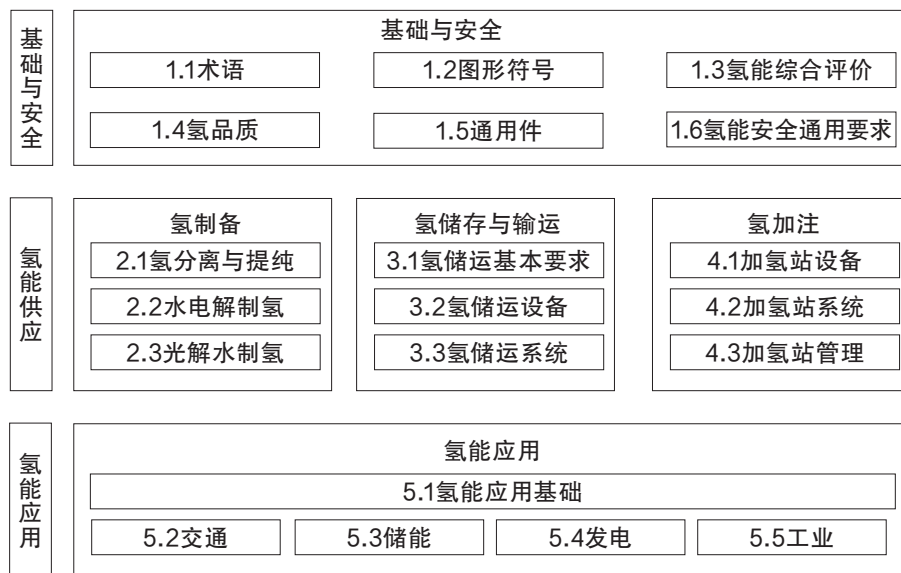 基础与安全
基础与安全
1.1术语
1.2图形符号
1.3氢能综合评价
1.4氢品质
1.5通用件
1.6氢能安全通用要求
氢能供应
氢制备
2.1氢分离与提纯
2.2水电解制氢
2.3光解水制氢
氢储存与输运
3.1氢储运基本要求
3.2氢储运设备
3.3氢储运系统
氢加注
4.1加氢站设备
4.2加氢站系统
4.3加氢站管理
氢能应用
氢能应用
5.1氢能应用基础
5.2交通
5.3储能
5.4发电
5.5工业